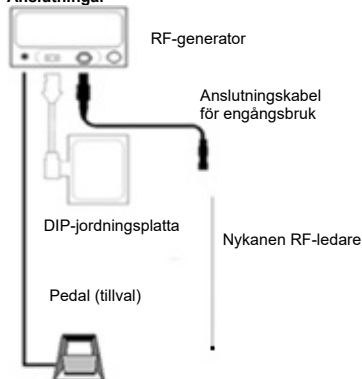 Anslutningar
RF-generator
Anslutningskabel
för engångsbruk
DIP-jordningsplatta
Nykanen RF-ledare
Pedal (tillval)